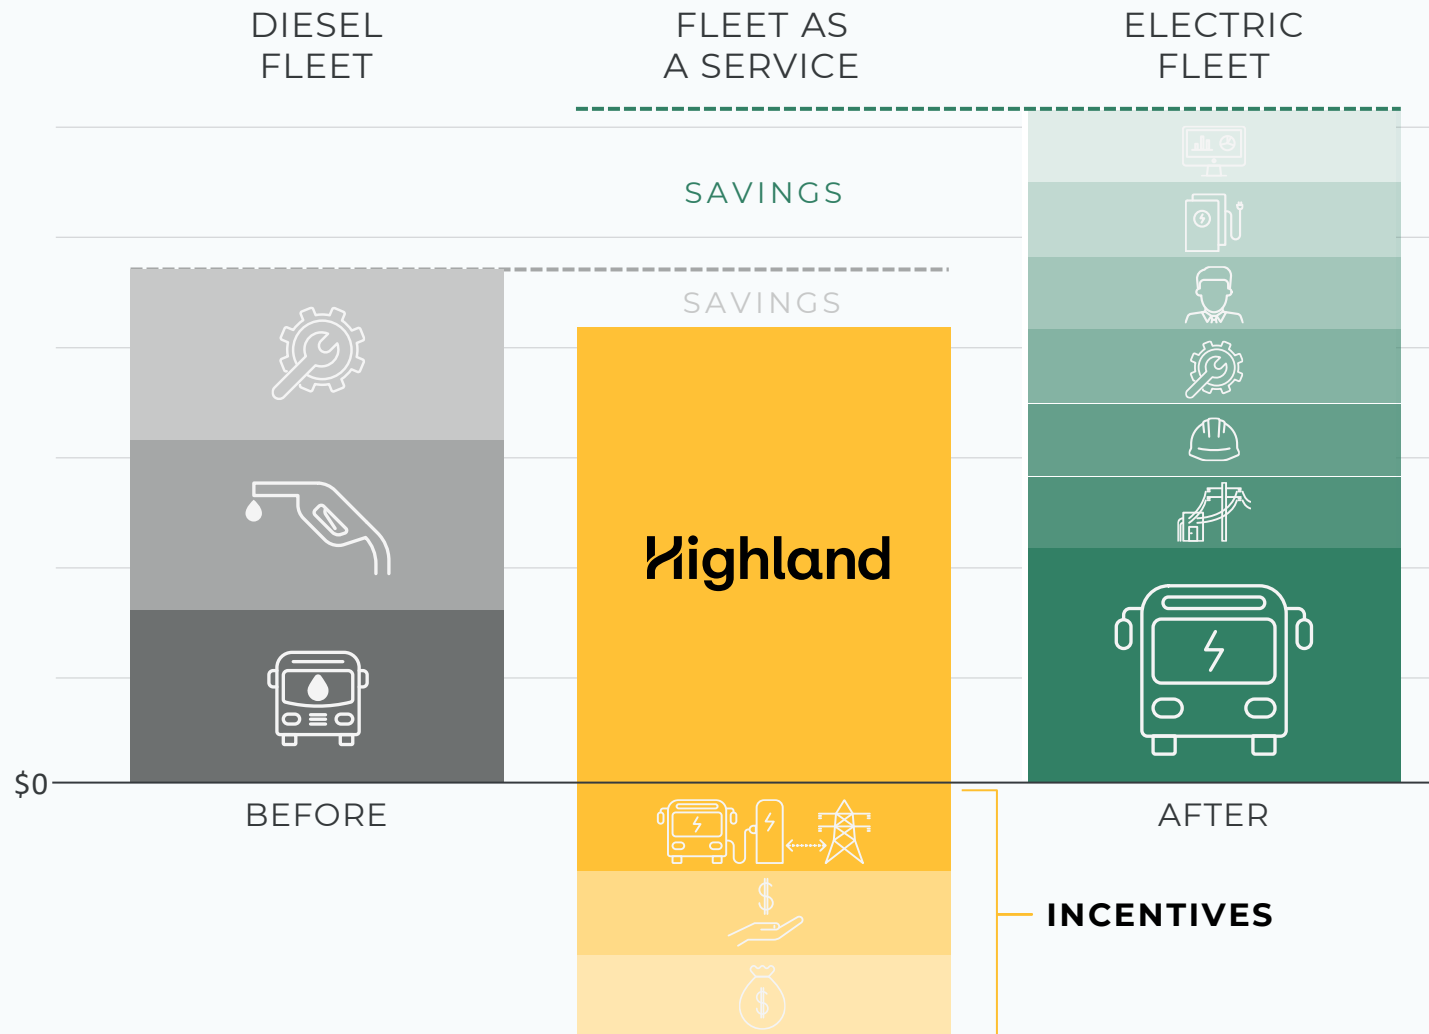 DIESEL
FLEET
FLEET AS
A SERVICE
ELECTRIC
FLEET
SAVINGS
SAVINGS
Highland
$0
BEFORE
AFTER
$
INCENTIVES
$